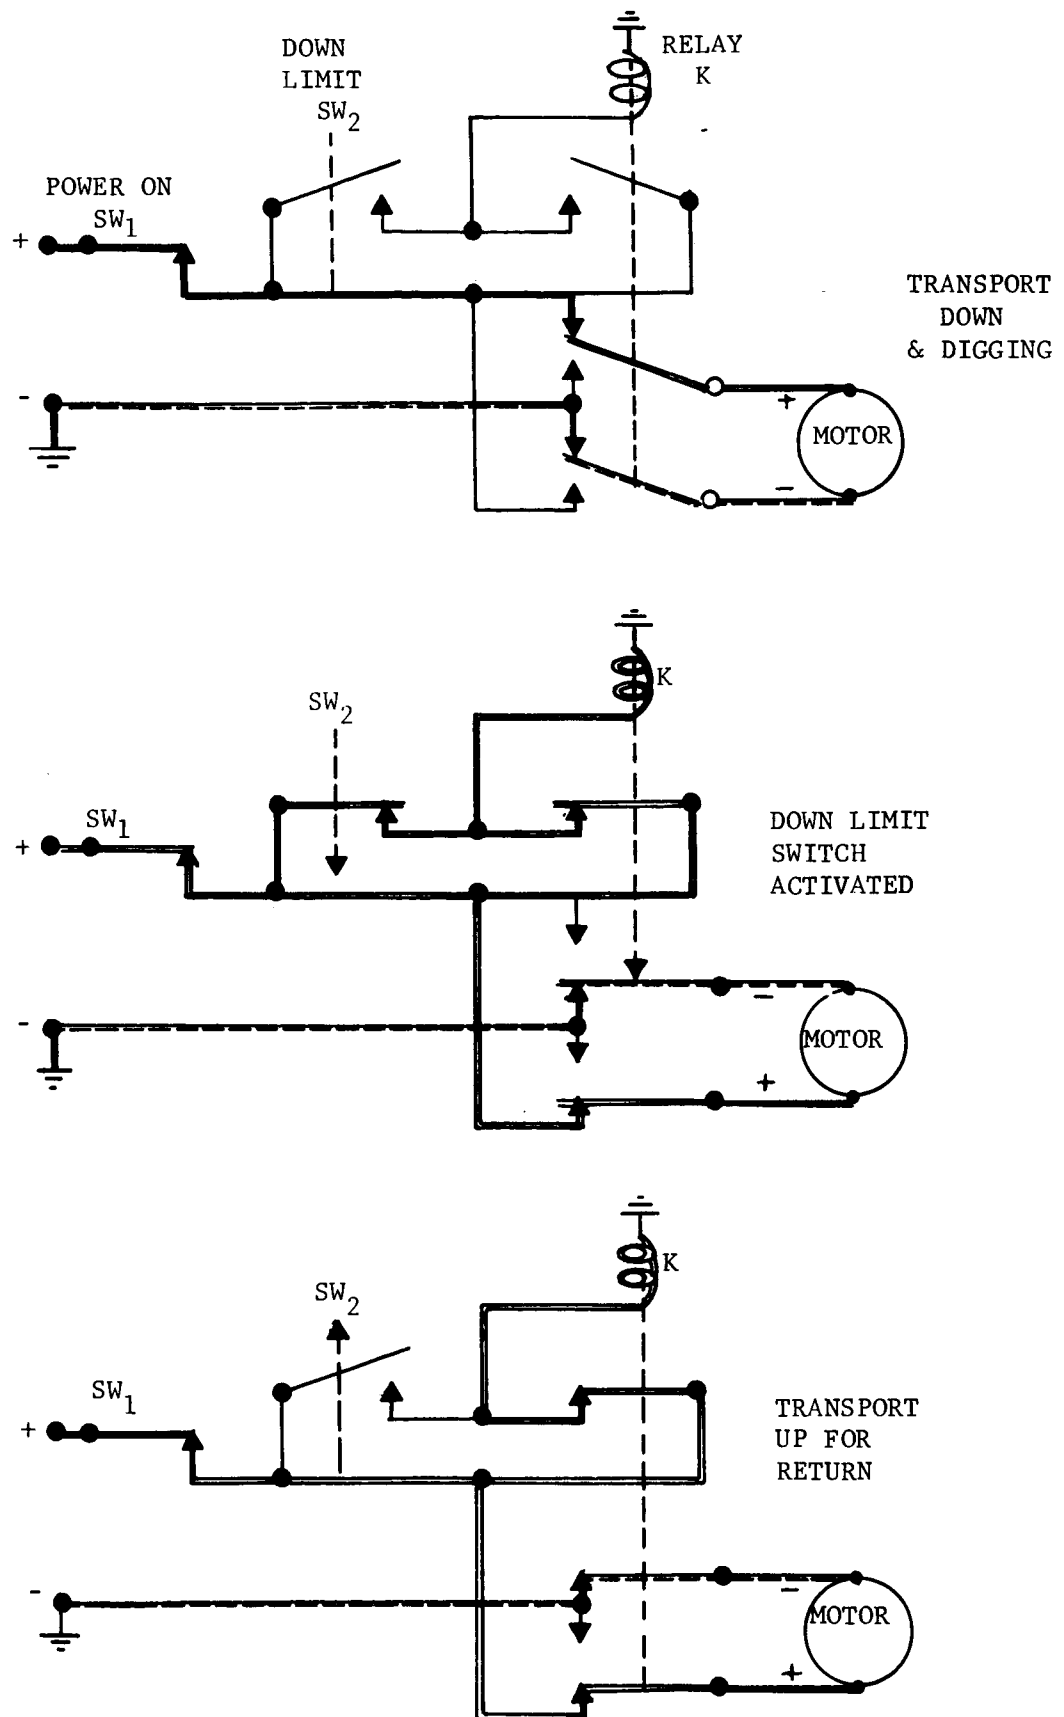 DOWN
LIMIT
SW2
RELAY
K
POWER ON
SW1
+
-
+
-
MOTOR
TRANSPORT
DOWN
& DIGGING
K
SW2
SW1
+
-
-
+
MOTOR
DOWN LIMIT
SWITCH
ACTIVATED
K
SW2
SW1
+
-
-
+
MOTOR
TRANSPORT
UP FOR
RETURN